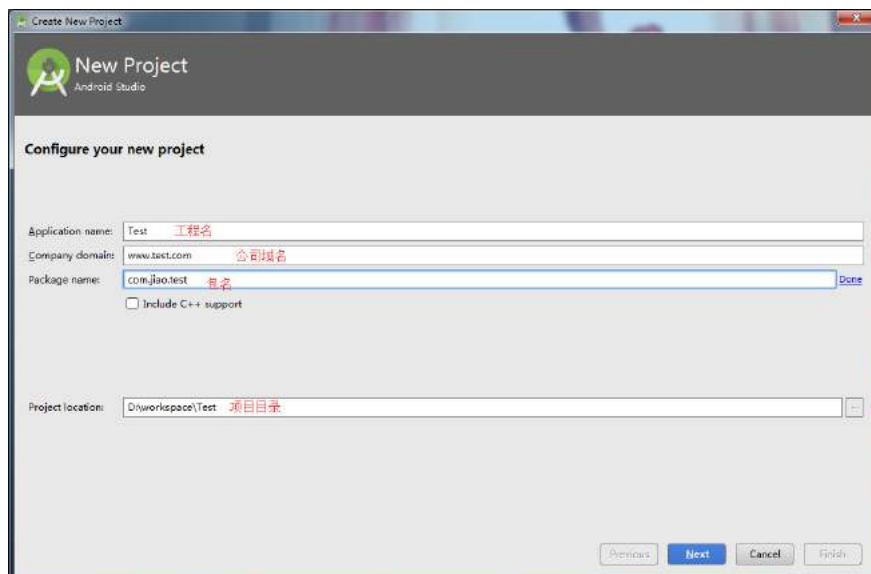 Create New Project
New Project
Android Studio
Configure your new project
Application name: Test 工程名
Company domain: www.test.com 公司域名
Package name: com.jiao.test 包名 Done
Include C++ support
Project location: D:\workspace\Test 项目目录 ...
Previous Next Cancel Finish